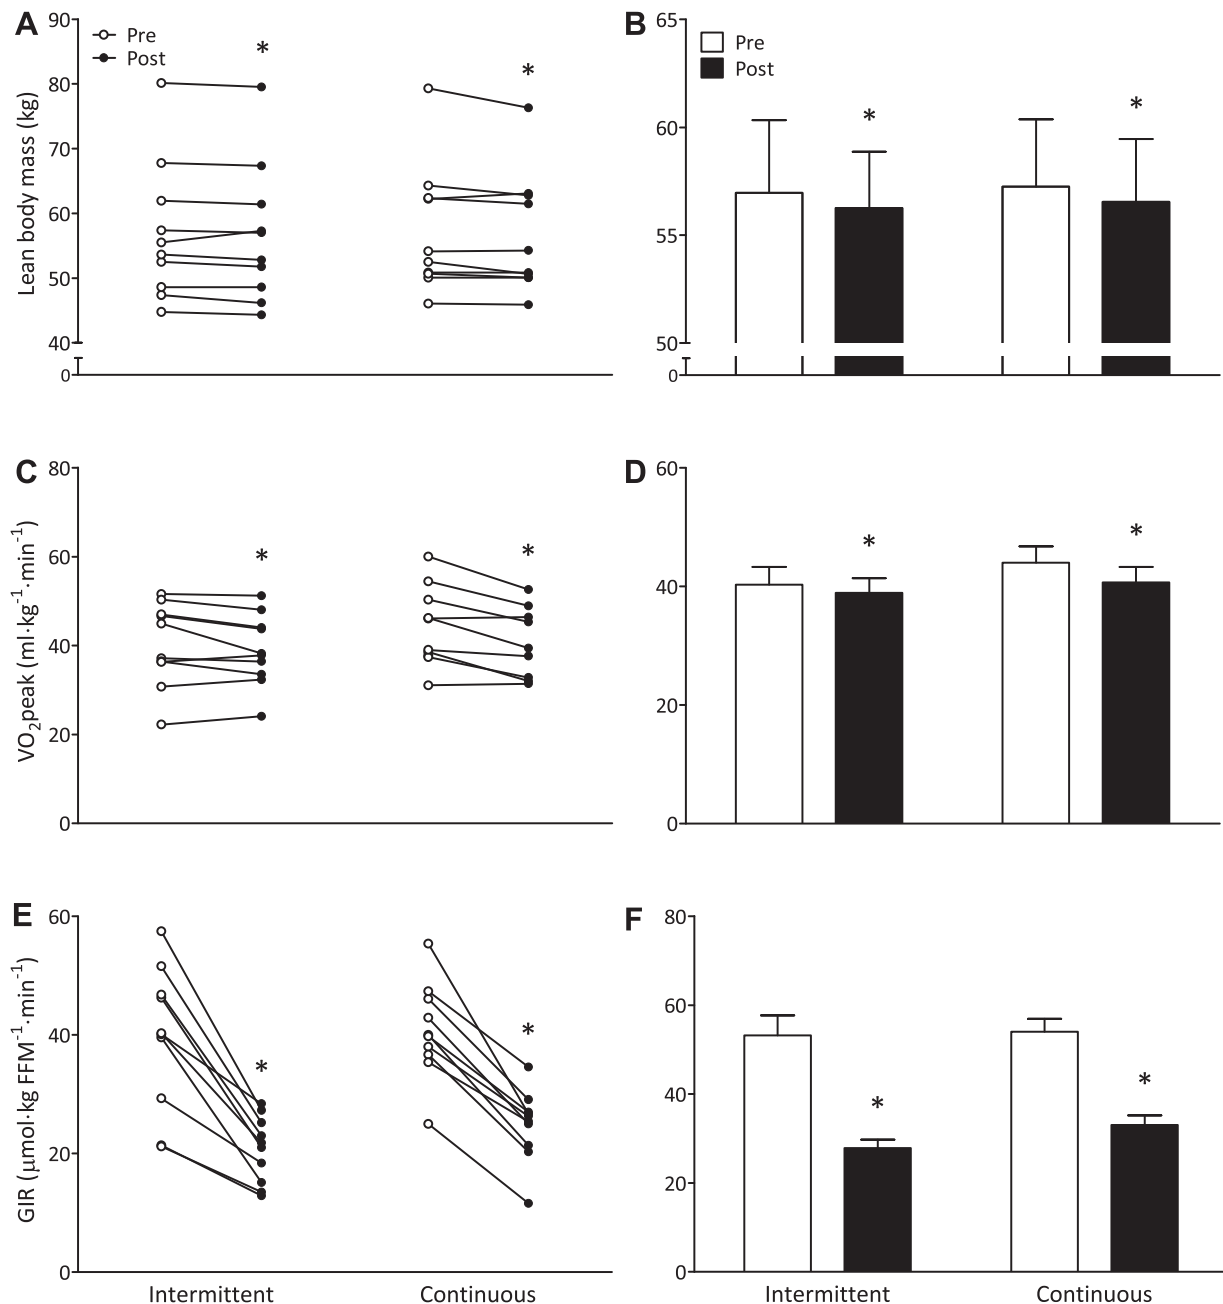 A
90
80
70
60
50
40
0
Lean body mass (kg)
Pre
Post
*
*
B
65
60
55
50
0
Pre
Post
*
*
C
80
60
40
20
0
VO₂peak (ml·kg⁻¹·min⁻¹)
*
*
D
60
40
20
0
*
*
E
60
40
20
0
GIR (µmol·kg FFM⁻¹·min⁻¹)
*
*
Intermittent
Continuous
F
80
60
40
20
0
*
*
Intermittent
Continuous